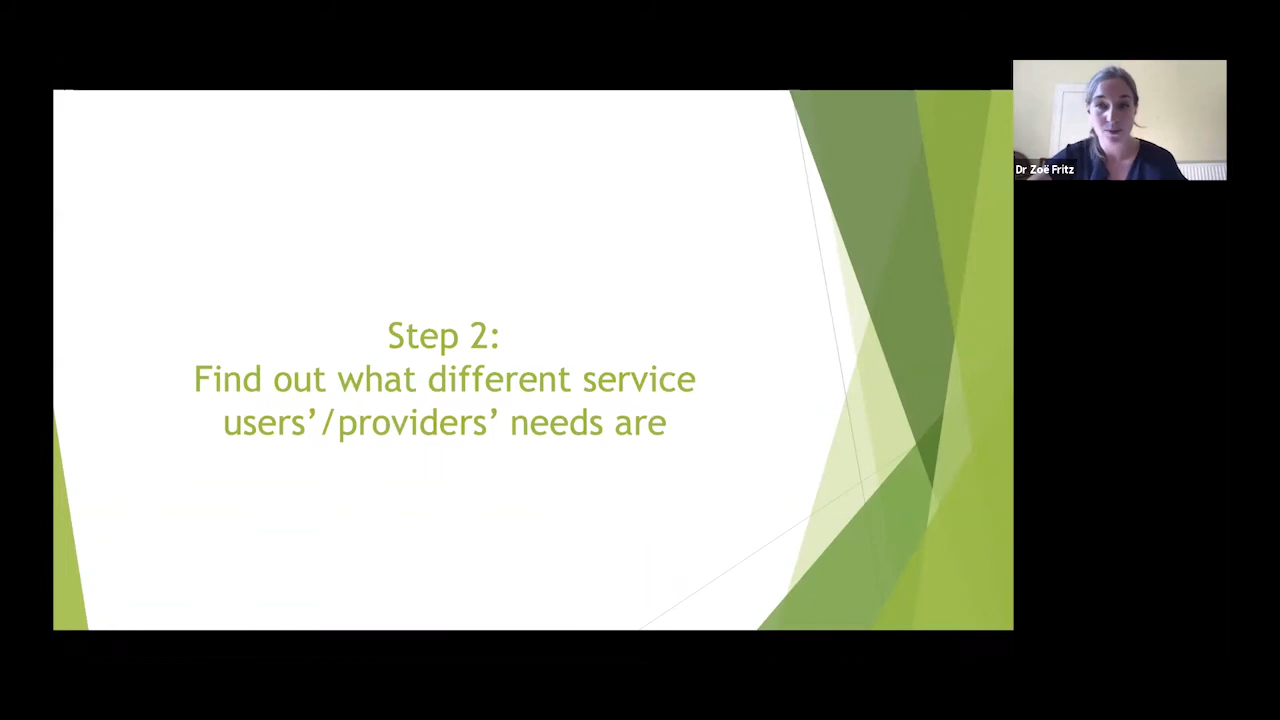 Step 2:
Find out what different service
users’/providers’ needs are
Dr Zoë Fritz